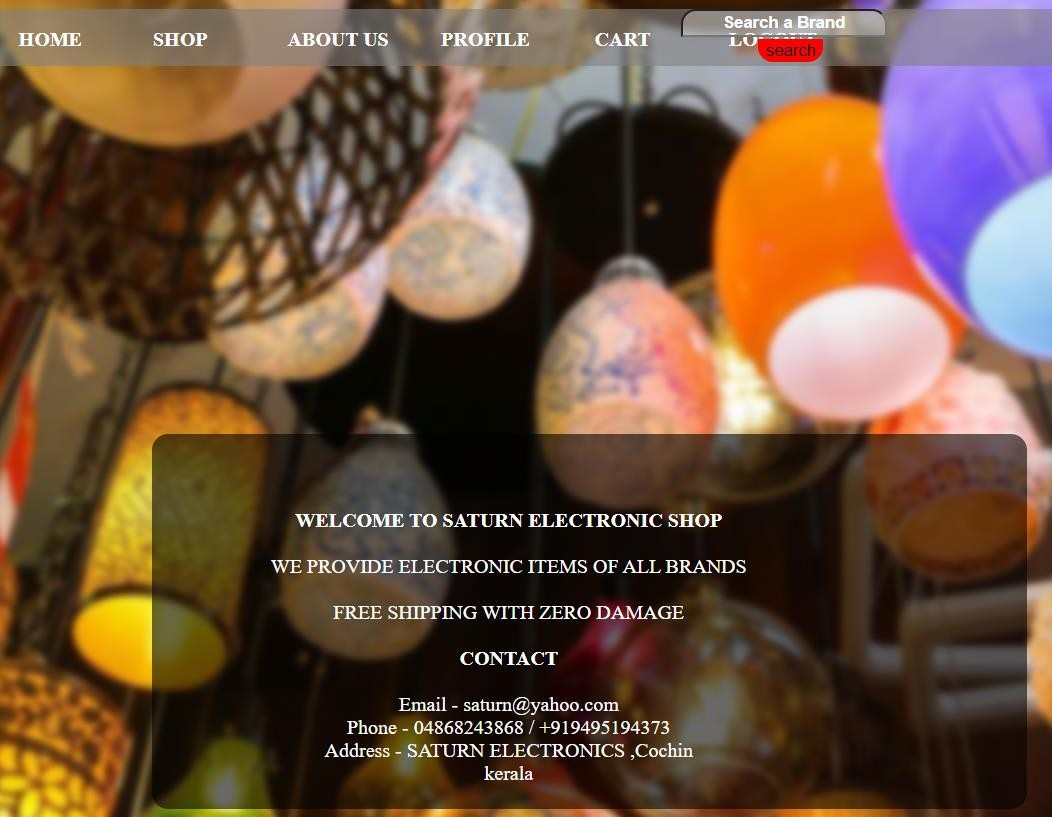 HOME SHOP ABOUT US PROFILE CART LOGOUT
Search a Brand
search
WELCOME TO SATURN ELECTRONIC SHOP
WE PROVIDE ELECTRONIC ITEMS OF ALL BRANDS
FREE SHIPPING WITH ZERO DAMAGE
CONTACT
Email - saturn@yahoo.com
Phone - 04868243868 / +919495194373
Address - SATURN ELECTRONICS ,Cochin
kerala